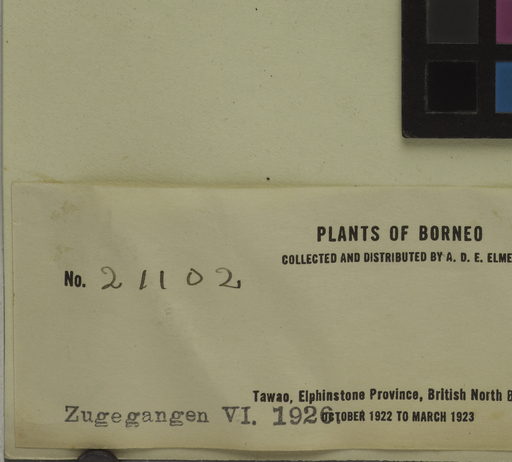 PLANTS OF BORNEO
COLLECTED AND DISTRIBUTED BY A. D. E. ELME
No. 21102
Tawao, Elphinstone Province, British North B
Zugegangen VI. 1926.
OCTOBER 1922 TO MARCH 1923